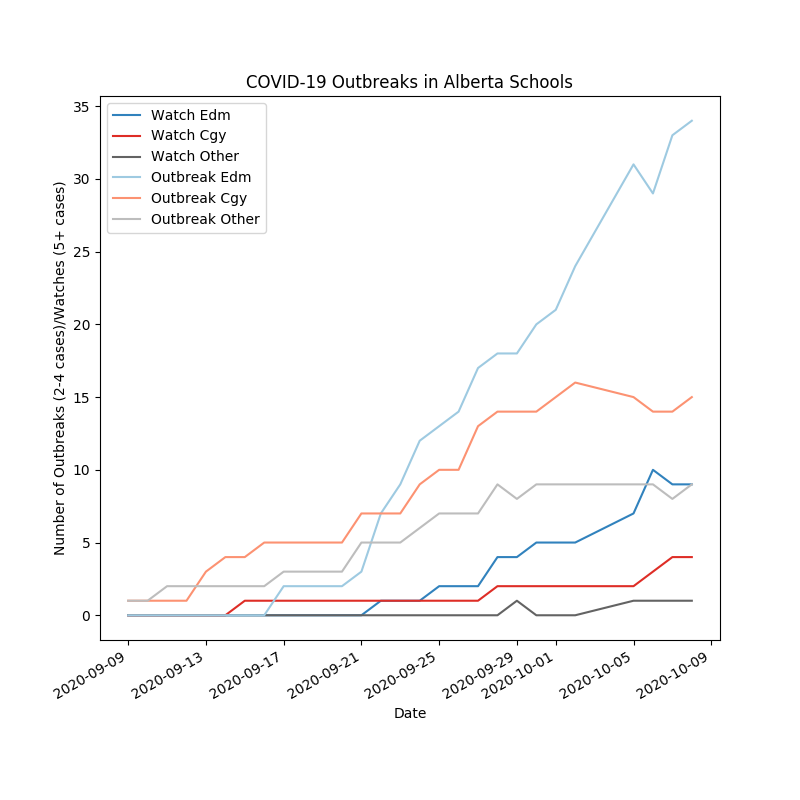 COVID-19 Outbreaks in Alberta Schools
Number of Outbreaks (2-4 cases)/Watches (5+ cases)
35
30
25
20
15
10
5
0
Watch Edm
Watch Cgy
Watch Other
Outbreak Edm
Outbreak Cgy
Outbreak Other
2020-09-09
2020-09-13
2020-09-17
2020-09-21
2020-09-25
2020-09-29
2020-10-01
2020-10-05
2020-10-09
Date